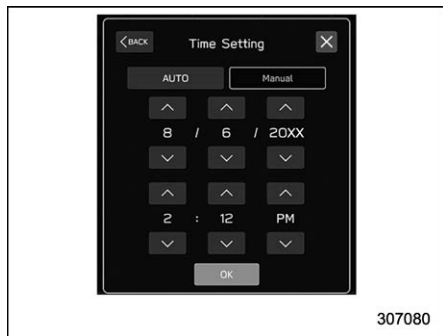 BACK Time Setting X
AUTO Manual
8 / 6 / 20XX
2 : 12 PM
OK
307080